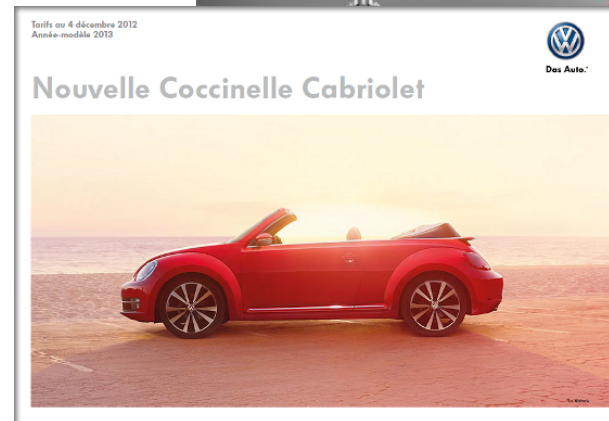 Tarifs au 4 décembre 2012
Année-modèle 2013
Das Auto.
Nouvelle Coccinelle Cabriolet